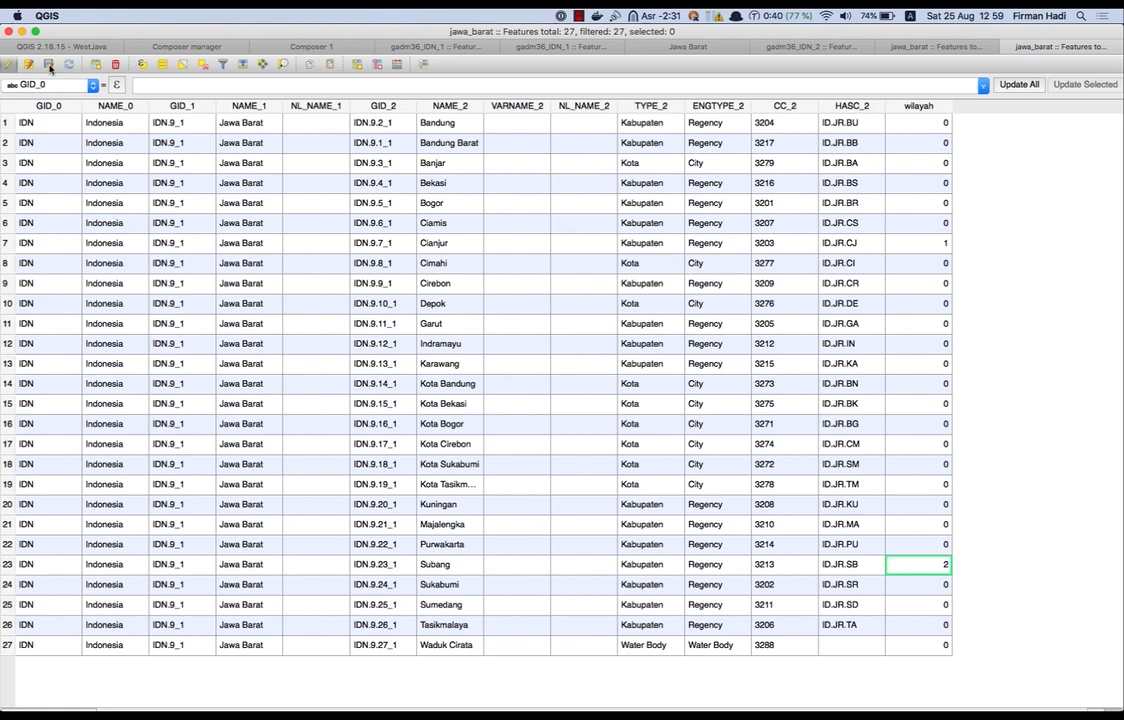 QGIS Asr -2:31 0:40 (77 %) 74% Sat 25 Aug 12 59 Firman Hadi
jawa_barat :: Features total: 27, filtered: 27, selected: 0
QGIS 2.18.15 - WestJava Composer manager Composer 1 gadm36_IDN_1 :: Featur... gadm36_IDN_1 :: Featur... Jawa Barat gadm36_IDN_2 :: Featur... jawa_barat :: Features to... jawa_barat :: Features to...
abc GID_0 = ε Update All Update Selected
GID_0 NAME_0 GID_1 NAME_1 NL_NAME_1 GID_2 NAME_2 VARNAME_2 NL_NAME_2 TYPE_2 ENGTYPE_2 CC_2 HASC_2 wilayah
1 IDN Indonesia IDN.9_1 Jawa Barat IDN.9.2_1 Bandung Kabupaten Regency 3204 ID.JR.BU 0
2 IDN Indonesia IDN.9_1 Jawa Barat IDN.9.1_1 Bandung Barat Kabupaten Regency 3217 ID.JR.BB 0
3 IDN Indonesia IDN.9_1 Jawa Barat IDN.9.3_1 Banjar Kota City 3279 ID.JR.BA 0
4 IDN Indonesia IDN.9_1 Jawa Barat IDN.9.4_1 Bekasi Kabupaten Regency 3216 ID.JR.BS 0
5 IDN Indonesia IDN.9_1 Jawa Barat IDN.9.5_1 Bogor Kabupaten Regency 3201 ID.JR.BR 0
6 IDN Indonesia IDN.9_1 Jawa Barat IDN.9.6_1 Ciamis Kabupaten Regency 3207 ID.JR.CS 0
7 IDN Indonesia IDN.9_1 Jawa Barat IDN.9.7_1 Cianjur Kabupaten Regency 3203 ID.JR.CJ 1
8 IDN Indonesia IDN.9_1 Jawa Barat IDN.9.8_1 Cimahi Kota City 3277 ID.JR.CI 0
9 IDN Indonesia IDN.9_1 Jawa Barat IDN.9.9_1 Cirebon Kabupaten Regency 3209 ID.JR.CR 0
10 IDN Indonesia IDN.9_1 Jawa Barat IDN.9.10_1 Depok Kota City 3276 ID.JR.DE 0
11 IDN Indonesia IDN.9_1 Jawa Barat IDN.9.11_1 Garut Kabupaten Regency 3205 ID.JR.GA 0
12 IDN Indonesia IDN.9_1 Jawa Barat IDN.9.12_1 Indramayu Kabupaten Regency 3212 ID.JR.IN 0
13 IDN Indonesia IDN.9_1 Jawa Barat IDN.9.13_1 Karawang Kabupaten Regency 3215 ID.JR.KA 0
14 IDN Indonesia IDN.9_1 Jawa Barat IDN.9.14_1 Kota Bandung Kota City 3273 ID.JR.BN 0
15 IDN Indonesia IDN.9_1 Jawa Barat IDN.9.15_1 Kota Bekasi Kota City 3275 ID.JR.BK 0
16 IDN Indonesia IDN.9_1 Jawa Barat IDN.9.16_1 Kota Bogor Kota City 3271 ID.JR.BG 0
17 IDN Indonesia IDN.9_1 Jawa Barat IDN.9.17_1 Kota Cirebon Kota City 3274 ID.JR.CM 0
18 IDN Indonesia IDN.9_1 Jawa Barat IDN.9.18_1 Kota Sukabumi Kota City 3272 ID.JR.SM 0
19 IDN Indonesia IDN.9_1 Jawa Barat IDN.9.19_1 Kota Tasikm... Kota City 3278 ID.JR.TM 0
20 IDN Indonesia IDN.9_1 Jawa Barat IDN.9.20_1 Kuningan Kabupaten Regency 3208 ID.JR.KU 0
21 IDN Indonesia IDN.9_1 Jawa Barat IDN.9.21_1 Majalengka Kabupaten Regency 3210 ID.JR.MA 0
22 IDN Indonesia IDN.9_1 Jawa Barat IDN.9.22_1 Purwakarta Kabupaten Regency 3214 ID.JR.PU 0
23 IDN Indonesia IDN.9_1 Jawa Barat IDN.9.23_1 Subang Kabupaten Regency 3213 ID.JR.SB 2
24 IDN Indonesia IDN.9_1 Jawa Barat IDN.9.24_1 Sukabumi Kabupaten Regency 3202 ID.JR.SR 0
25 IDN Indonesia IDN.9_1 Jawa Barat IDN.9.25_1 Sumedang Kabupaten Regency 3211 ID.JR.SD 0
26 IDN Indonesia IDN.9_1 Jawa Barat IDN.9.26_1 Tasikmalaya Kabupaten Regency 3206 ID.JR.TA 0
27 IDN Indonesia IDN.9_1 Jawa Barat IDN.9.27_1 Waduk Cirata Water Body Water Body 3288 0